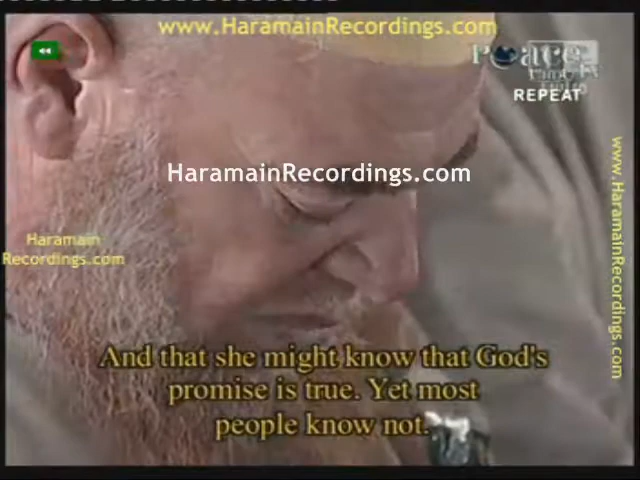 www.HaramainRecordings.com
Peace
REPEAT
HaramainRecordings.com
www.HaramainRecordings.com
Haramain
Recordings.com
And that she might know that God's
promise is true. Yet most
people know not.